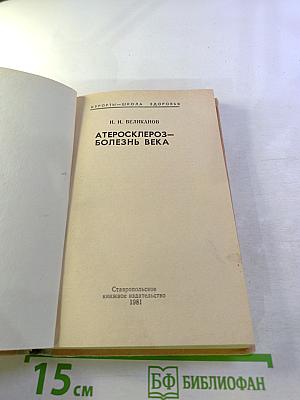 КУРОРТЫ—ШКОЛА ЗДОРОВЬЯ
И. И. ВЕЛИКАНОВ
АТЕРОСКЛЕРОЗ—
БОЛЕЗНЬ ВЕКА
Ставропольское
книжное издательство
1981
15 см
БФ БИБЛИОФАН